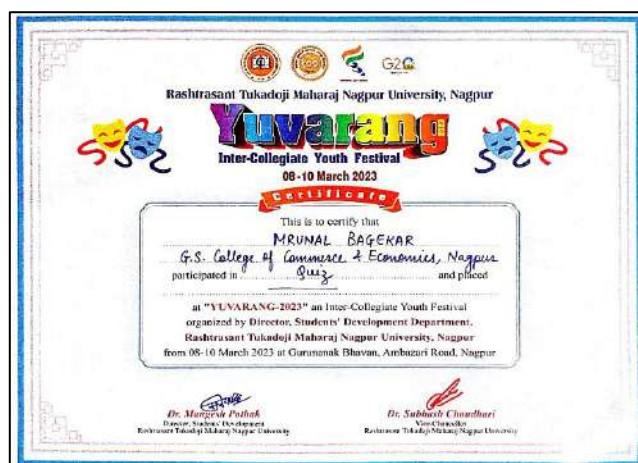 G20
Rashtrasant Tukadoji Maharaj Nagpur University, Nagpur
Yuvarang
Inter-Collegiate Youth Festival
08-10 March 2023
Certificate
This is to certify that
MRUNAL BAGEKAR
G.S. College of Commerce & Economics, Nagpur
participated in Quiz and placed
at "YUVARANG-2023" an Inter-Collegiate Youth Festival
organized by Director, Students' Development Department,
Rashtrasant Tukadoji Maharaj Nagpur University, Nagpur
from 08-10 March 2023 at Gurunanak Bhavan, Ambazari Road, Nagpur
Dr. Mangesh Pathak
Director, Students' Development
Rashtrasant Tukadoji Maharaj Nagpur University
Dr. Subhash Choudhari
Vice-Chancellor
Rashtrasant Tukadoji Maharaj Nagpur University